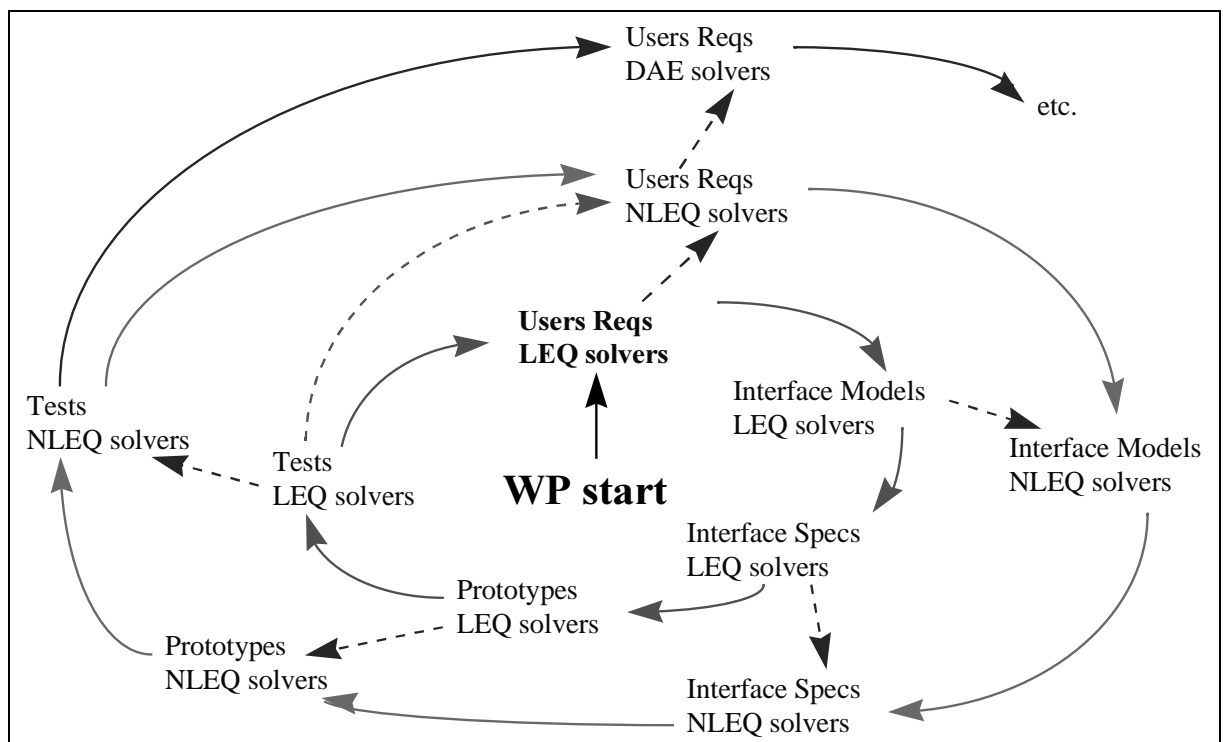 Users Reqs
DAE solvers
etc.
Users Reqs
NLEQ solvers
Users Reqs
LEQ solvers
Interface Models
LEQ solvers
Tests
NLEQ solvers
Interface Models
NLEQ solvers
Tests
LEQ solvers
WP start
Interface Specs
LEQ solvers
Prototypes
LEQ solvers
Prototypes
NLEQ solvers
Interface Specs
NLEQ solvers